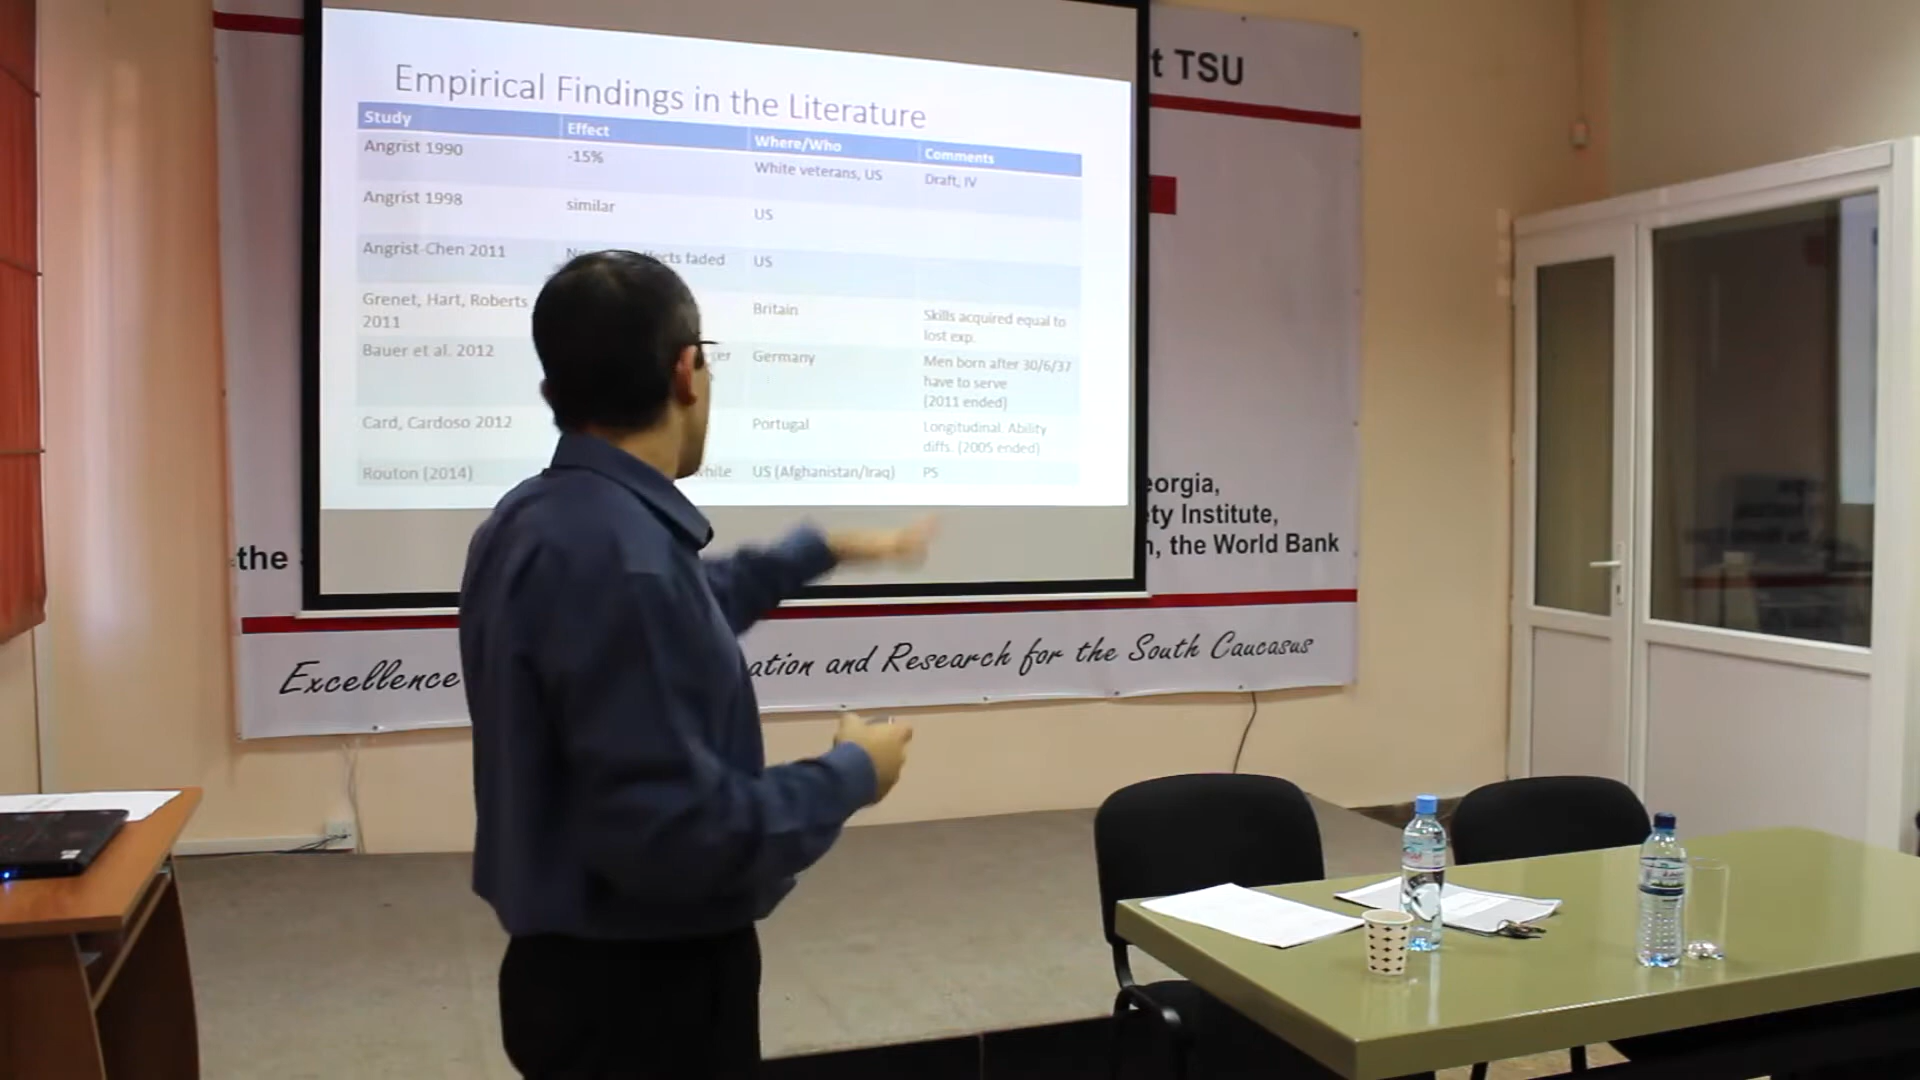 t TSU
Empirical Findings in the Literature
Study Effect Where/Who Comments
Angrist 1990 -15% White veterans, US Draft, IV
Angrist 1998 similar US
Angrist-Chen 2011 faded US
Grenet, Hart, Roberts 2011 Britain Skills acquired equal to
lost exp.
Bauer et al. 2012 Germany Men born after 30/6/37
have to serve
(2011 ended)
Card, Cardoso 2012 Portugal Longitudinal. Ability
diffs. (2005 ended)
Routon (2014) while US (Afghanistan/Iraq) PS
eorgia,
ty Institute,
the
n, the World Bank
Excellence ation and Research for the South Caucasus